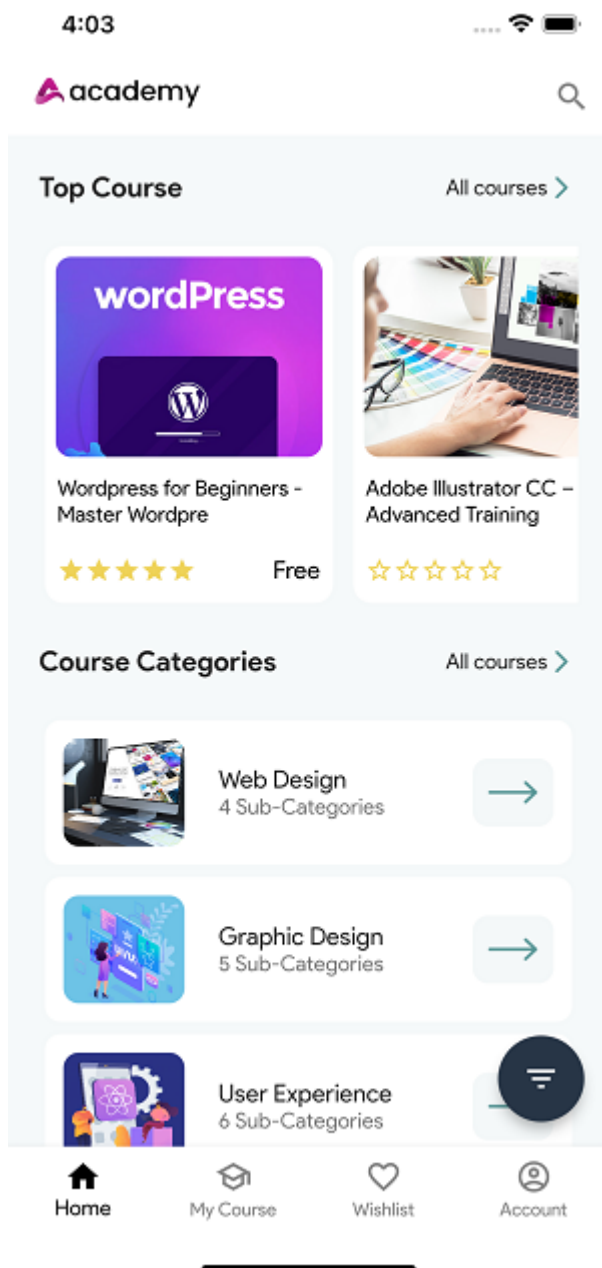 4:03
academy
Top Course
All courses
wordPress
Wordpress for Beginners -
Master Wordpre
Free
Adobe Illustrator CC –
Advanced Training
Course Categories
All courses
Web Design
4 Sub-Categories
Graphic Design
5 Sub-Categories
User Experience
6 Sub-Categories
Home
My Course
Wishlist
Account